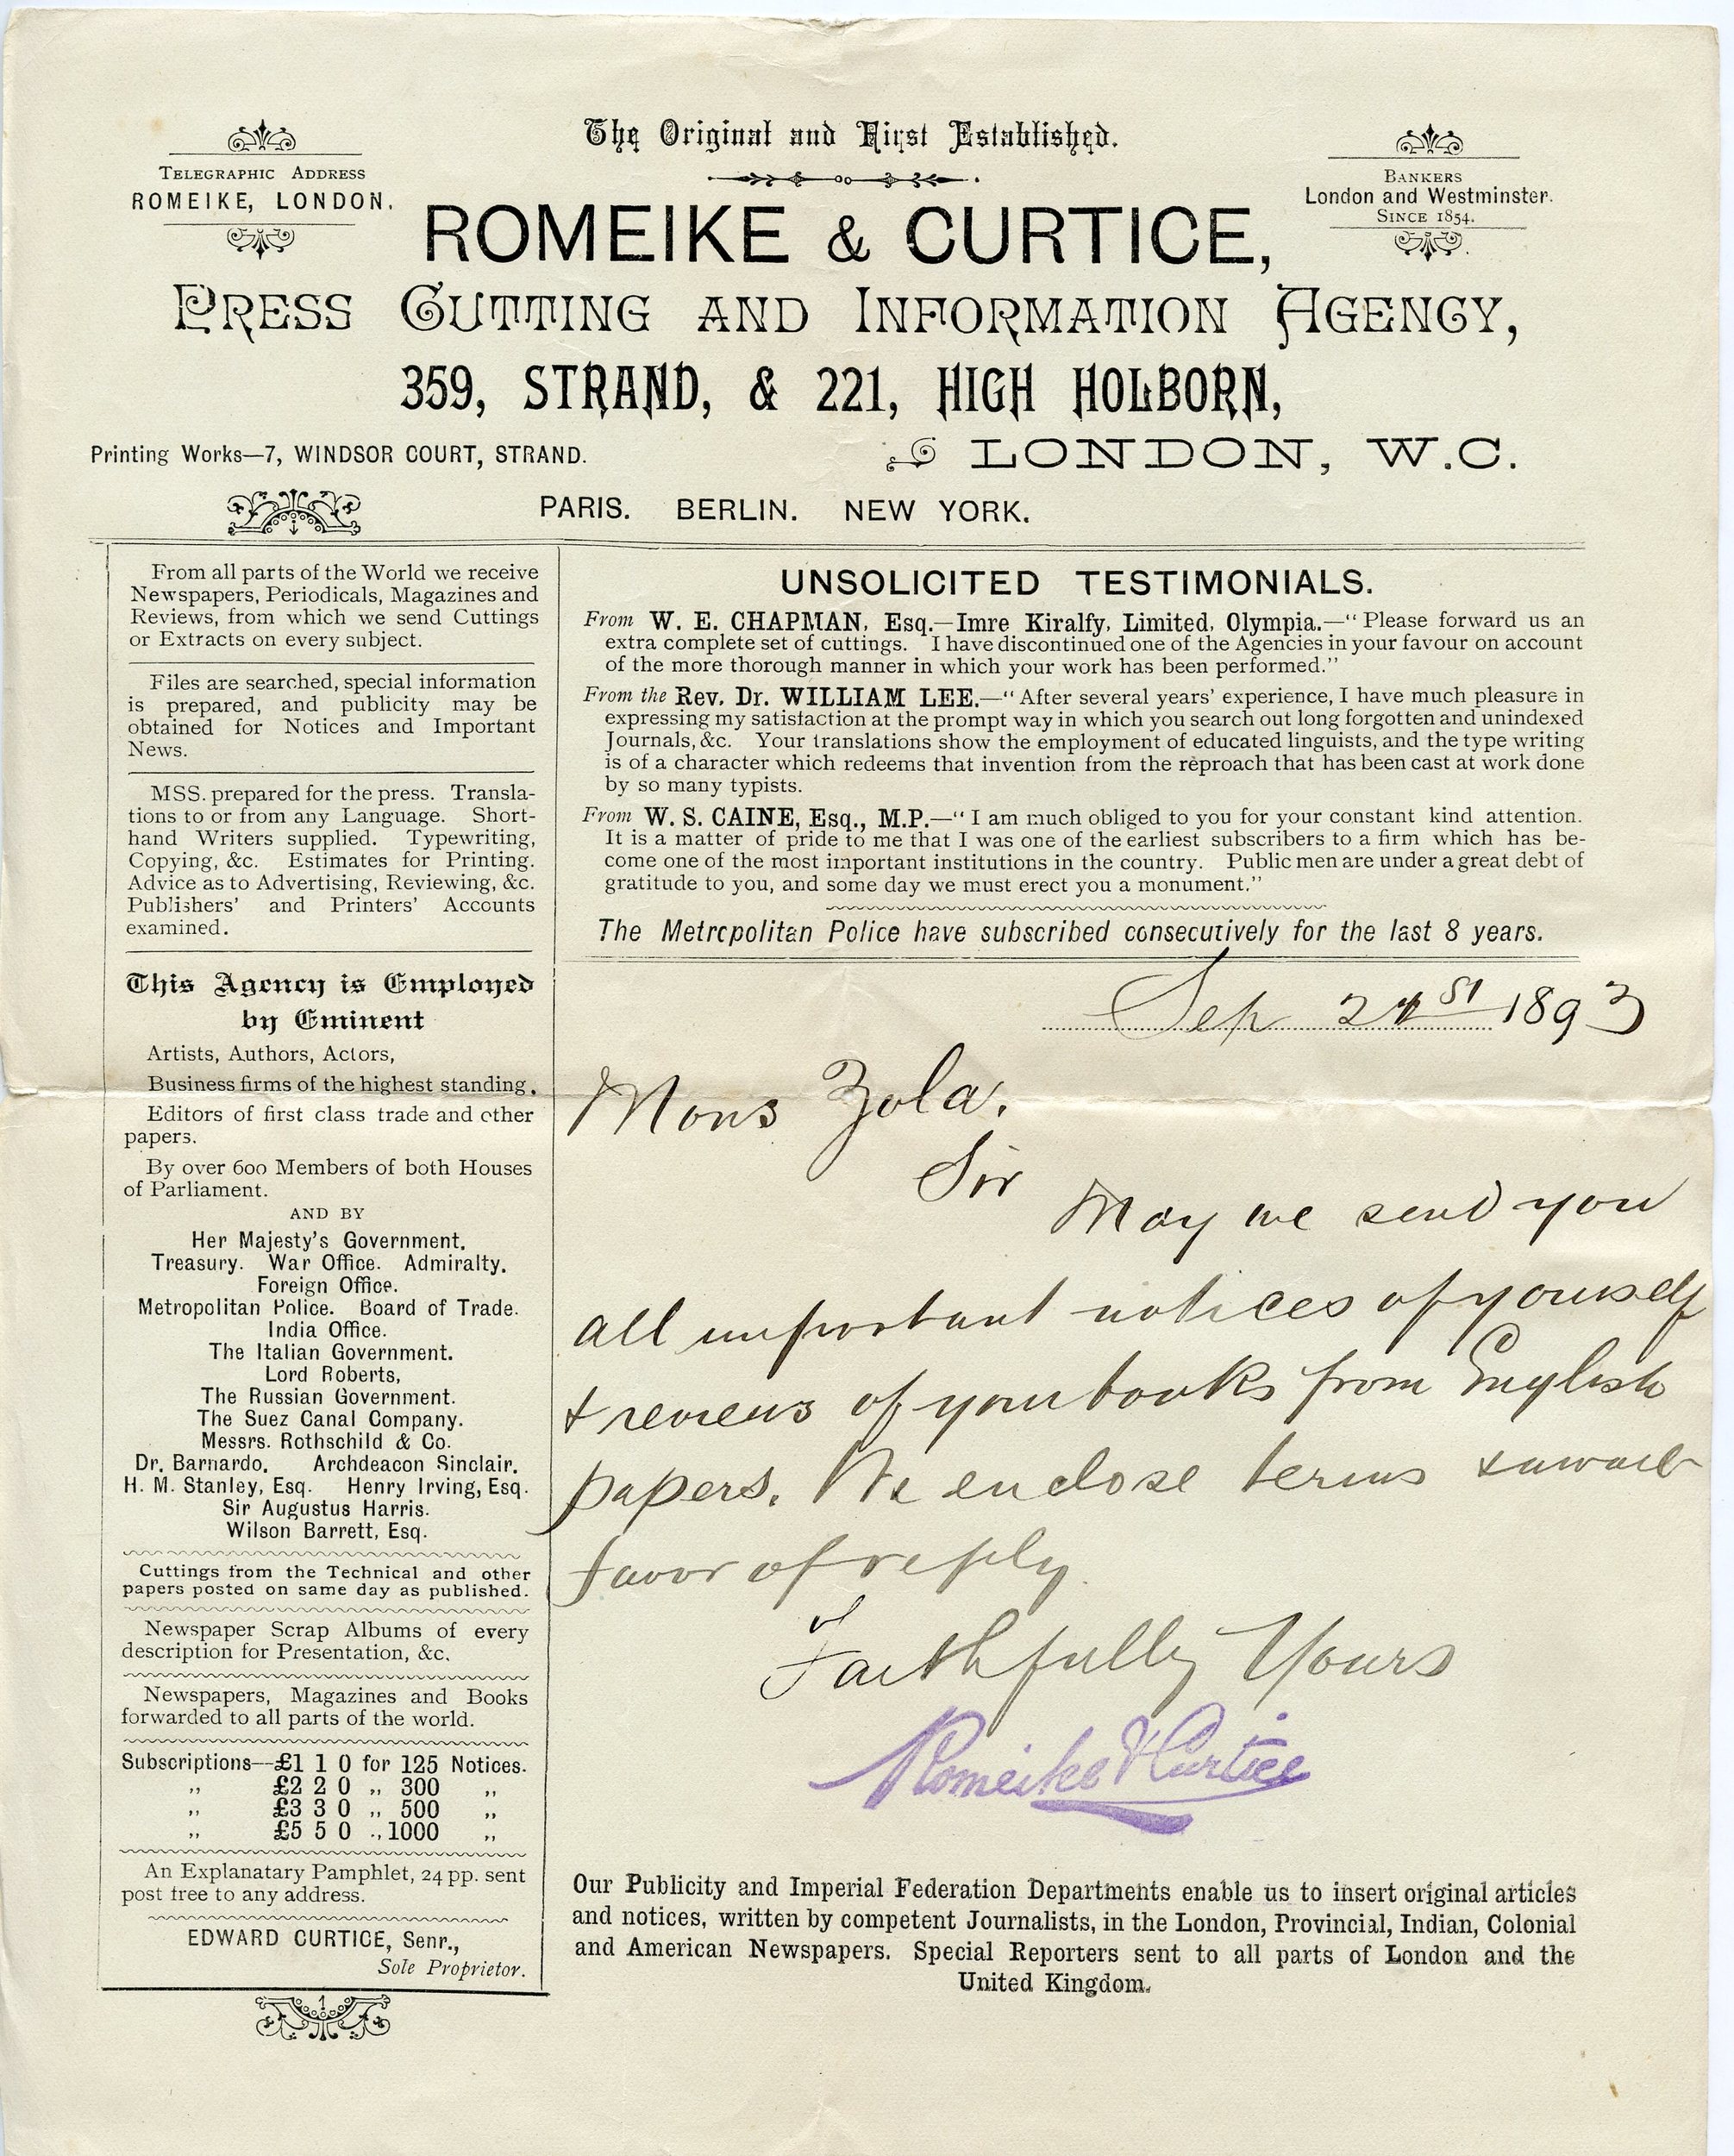 The Original and First Established.
TELEGRAPHIC ADDRESS
ROMEIKE, LONDON.
BANKERS
London and Westminster.
SINCE 1854.
ROMEIKE & CURTICE,
PRESS CUTTING AND INFORMATION AGENCY,
359, STRAND, & 221, HIGH HOLBORN,
Printing Works—7, WINDSOR COURT, STRAND.
LONDON, W.C.
PARIS. BERLIN. NEW YORK.
From all parts of the World we receive
Newspapers, Periodicals, Magazines and
Reviews, from which we send Cuttings
or Extracts on every subject.
Files are searched, special information
is prepared, and publicity may be
obtained for Notices and Important
News.
MSS. prepared for the press. Transla-
tions to or from any Language. Short-
hand Writers supplied. Typewriting,
Copying, &c. Estimates for Printing.
Advice as to Advertising, Reviewing, &c.
Publishers' and Printers' Accounts
examined.
This Agency is Employed
by Eminent
Artists, Authors, Actors,
Business firms of the highest standing.
Editors of first class trade and other
papers.
By over 600 Members of both Houses
of Parliament.
AND BY
Her Majesty's Government.
Treasury. War Office. Admiralty.
Foreign Office.
Metropolitan Police. Board of Trade.
India Office.
The Italian Government.
Lord Roberts,
The Russian Government.
The Suez Canal Company.
Messrs. Rothschild & Co.
Dr. Barnardo. Archdeacon Sinclair.
H. M. Stanley, Esq. Henry Irving, Esq.
Sir Augustus Harris.
Wilson Barrett, Esq.
Cuttings from the Technical and other
papers posted on same day as published.
Newspaper Scrap Albums of every
description for Presentation, &c.
Newspapers, Magazines and Books
forwarded to all parts of the world.
Subscriptions—£1 1 0 for 125 Notices.
,, £2 2 0 ,, 300 ,,
,, £3 3 0 ,, 500 ,,
,, £5 5 0 ,, 1000 ,,
An Explanatary Pamphlet, 24 pp. sent
post free to any address.
EDWARD CURTICE, Senr.,
Sole Proprietor.
UNSOLICITED TESTIMONIALS.
From W. E. CHAPMAN, Esq.—Imre Kiralfy, Limited, Olympia.—"Please forward us an
extra complete set of cuttings. I have discontinued one of the Agencies in your favour on account
of the more thorough manner in which your work has been performed."
From the Rev. Dr. WILLIAM LEE.—"After several years' experience, I have much pleasure in
expressing my satisfaction at the prompt way in which you search out long forgotten and unindexed
Journals, &c. Your translations show the employment of educated linguists, and the type writing
is of a character which redeems that invention from the reproach that has been cast at work done
by so many typists.
From W. S. CAINE, Esq., M.P.—"I am much obliged to you for your constant kind attention.
It is a matter of pride to me that I was one of the earliest subscribers to a firm which has be-
come one of the most important institutions in the country. Public men are under a great debt of
gratitude to you, and some day we must erect you a monument."
The Metropolitan Police have subscribed consecutively for the last 8 years.
Sep 21st 1893
Mons Zola.
Sir
May we send you
all important notices of yourself
& reviews of your books from English
papers. We enclose terms & await
favor of reply
Faithfully Yours
Romeike & Curtice
Our Publicity and Imperial Federation Departments enable us to insert original articles
and notices, written by competent Journalists, in the London, Provincial, Indian, Colonial
and American Newspapers. Special Reporters sent to all parts of London and the
United Kingdom.